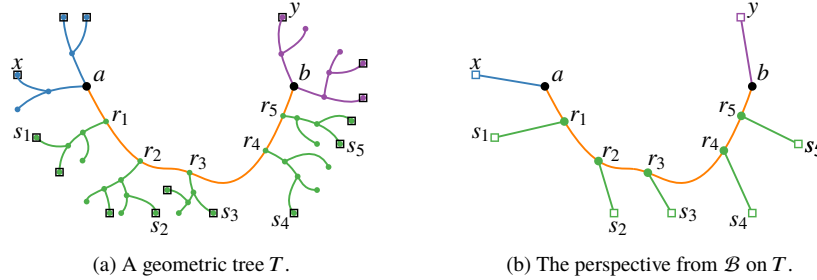 x
a
y
b
r₁
r₂
r₃
r₄
r₅
s₁
s₂
s₃
s₄
s₅
(a) A geometric tree T.
x
a
y
b
r₁
r₂
r₃
r₄
r₅
s₁
s₂
s₃
s₄
s₅
(b) The perspective from ℬ on T.